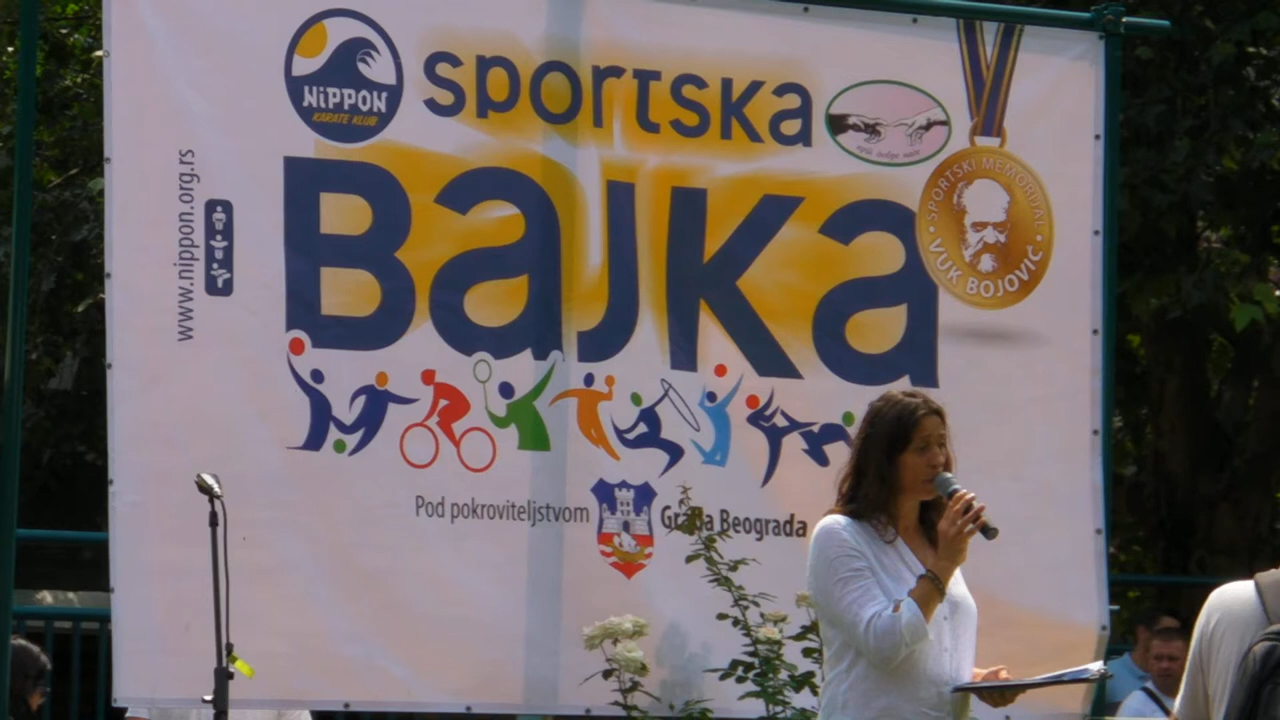 NiPPON
KARATE KLUB
sportska
Bajka
SPORTSKI MEMORIJAL
VUK BOJOVIĆ
www.nippon.org.rs
Pod pokroviteljstvom Grada Beograda